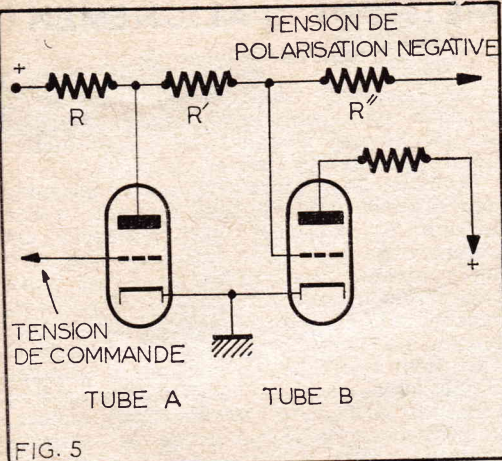 TENSION DE
POLARISATION NEGATIVE
+
R
R′
R″
+
TENSION
DE COMMANDE
TUBE A
TUBE B
FIG. 5